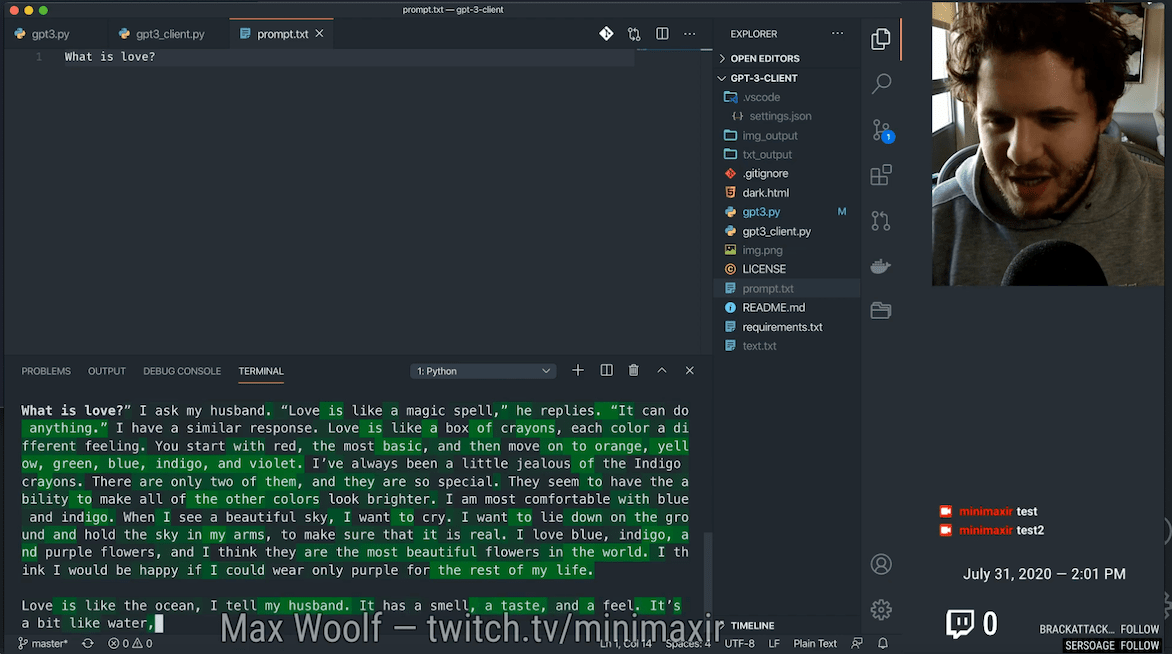 prompt.txt — gpt-3-client
gpt3.py
gpt3_client.py
prompt.txt
1 What is love?
EXPLORER
OPEN EDITORS
GPT-3-CLIENT
.vscode
{} settings.json
img_output
txt_output
.gitignore
dark.html
gpt3.py M
gpt3_client.py
img.png
LICENSE
prompt.txt
README.md
requirements.txt
text.txt
TIMELINE
1
PROBLEMS OUTPUT DEBUG CONSOLE TERMINAL 1: Python
What is love?” I ask my husband. “Love is like a magic spell,” he replies. “It can do
anything.” I have a similar response. Love is like a box of crayons, each color a di
fferent feeling. You start with red, the most basic, and then move on to orange, yell
ow, green, blue, indigo, and violet. I’ve always been a little jealous of the Indigo
crayons. There are only two of them, and they are so special. They seem to have the a
bility to make all of the other colors look brighter. I am most comfortable with blue
and indigo. When I see a beautiful sky, I want to cry. I want to lie down on the gro
und and hold the sky in my arms, to make sure that it is real. I love blue, indigo, a
nd purple flowers, and I think they are the most beautiful flowers in the world. I th
ink I would be happy if I could wear only purple for the rest of my life.
Love is like the ocean, I tell my husband. It has a smell, a taste, and a feel. It’s
a bit like water,
Max Woolf — twitch.tv/minimaxir
master* 0 0 Ln 1, Col 14 Spaces: 4 UTF-8 LF Plain Text
minimaxir test
minimaxir test2
July 31, 2020 — 2:01 PM
0
BRACKATTACK... FOLLOW
SERSOAGE FOLLOW